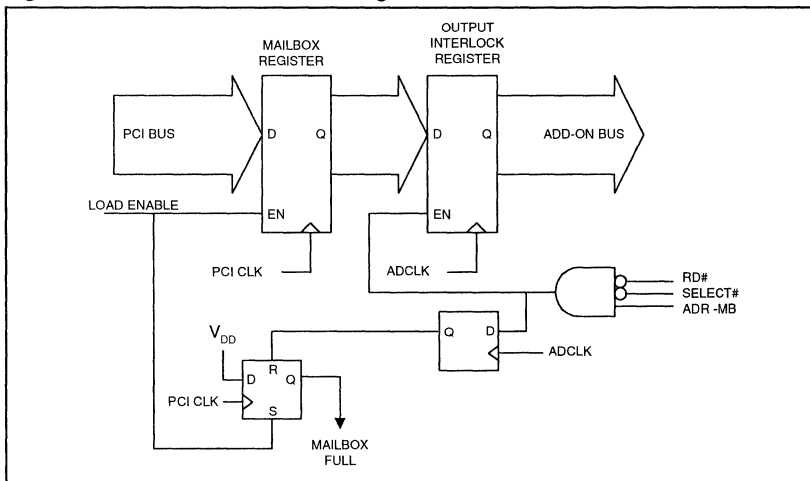 MAILBOX
REGISTER
OUTPUT
INTERLOCK
REGISTER
PCI BUS
D Q
D Q
ADD-ON BUS
LOAD ENABLE
EN
EN
PCI CLK
ADCLK
RD#
SELECT#
ADR -MB
Q D
ADCLK
VDD
R
D Q
PCI CLK
S
MAILBOX
FULL